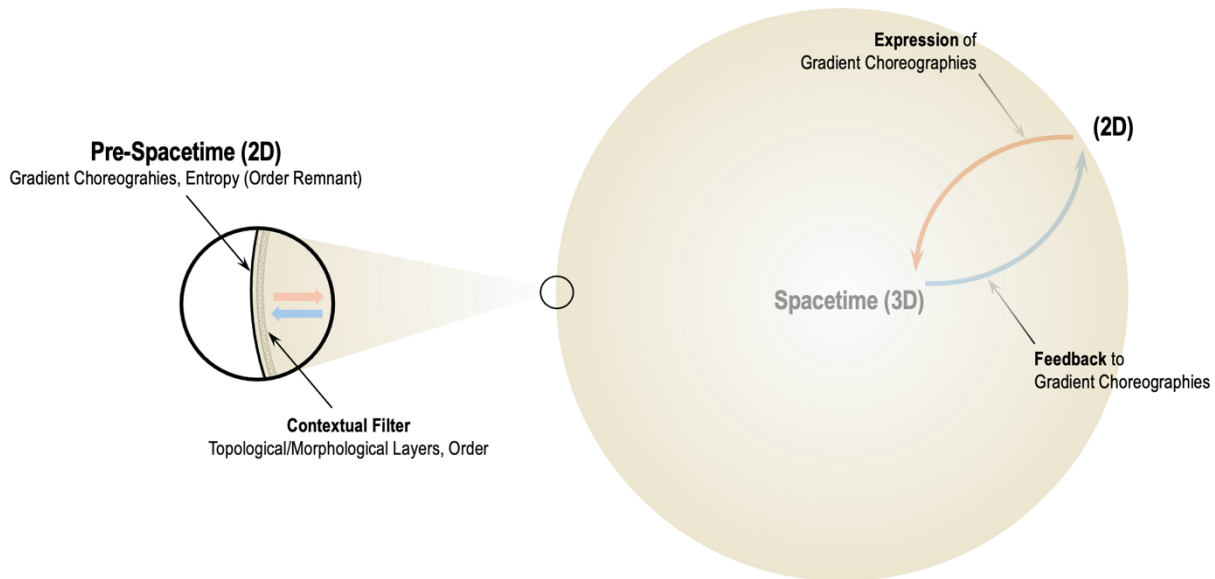 Pre-Spacetime (2D)
Gradient Choreograhies, Entropy (Order Remnant)
Contextual Filter
Topological/Morphological Layers, Order
Expression of
Gradient Choreographies
(2D)
Spacetime (3D)
Feedback to
Gradient Choreographies